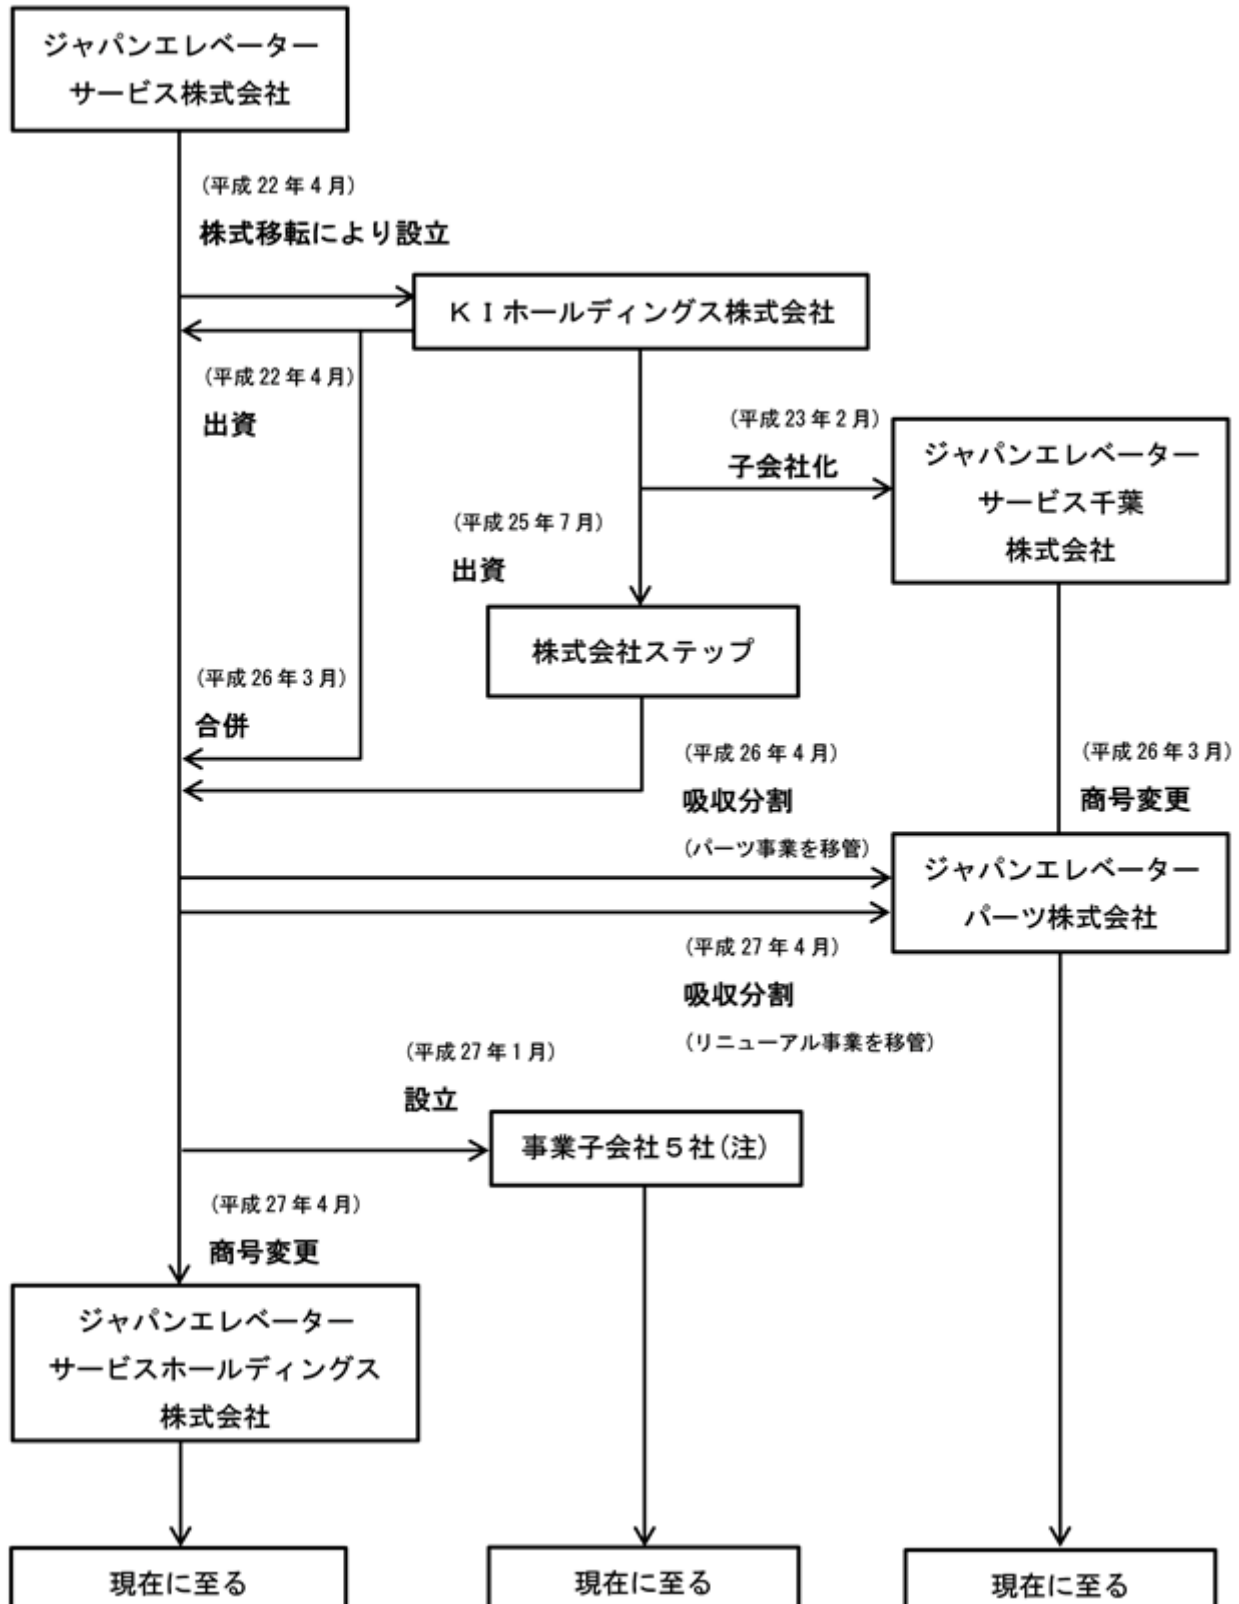 ジャパンエレベーター
サービス株式会社
(平成22年4月)
株式移転により設立
ＫＩホールディングス株式会社
(平成22年4月)
出資
(平成23年2月)
子会社化
ジャパンエレベーター
サービス千葉
株式会社
(平成25年7月)
出資
株式会社ステップ
(平成26年3月)
合併
(平成26年4月)
吸収分割
(パーツ事業を移管)
(平成26年3月)
商号変更
ジャパンエレベーター
パーツ株式会社
(平成27年4月)
吸収分割
(リニューアル事業を移管)
(平成27年1月)
設立
事業子会社５社(注)
(平成27年4月)
商号変更
ジャパンエレベーター
サービスホールディングス
株式会社
現在に至る
現在に至る
現在に至る